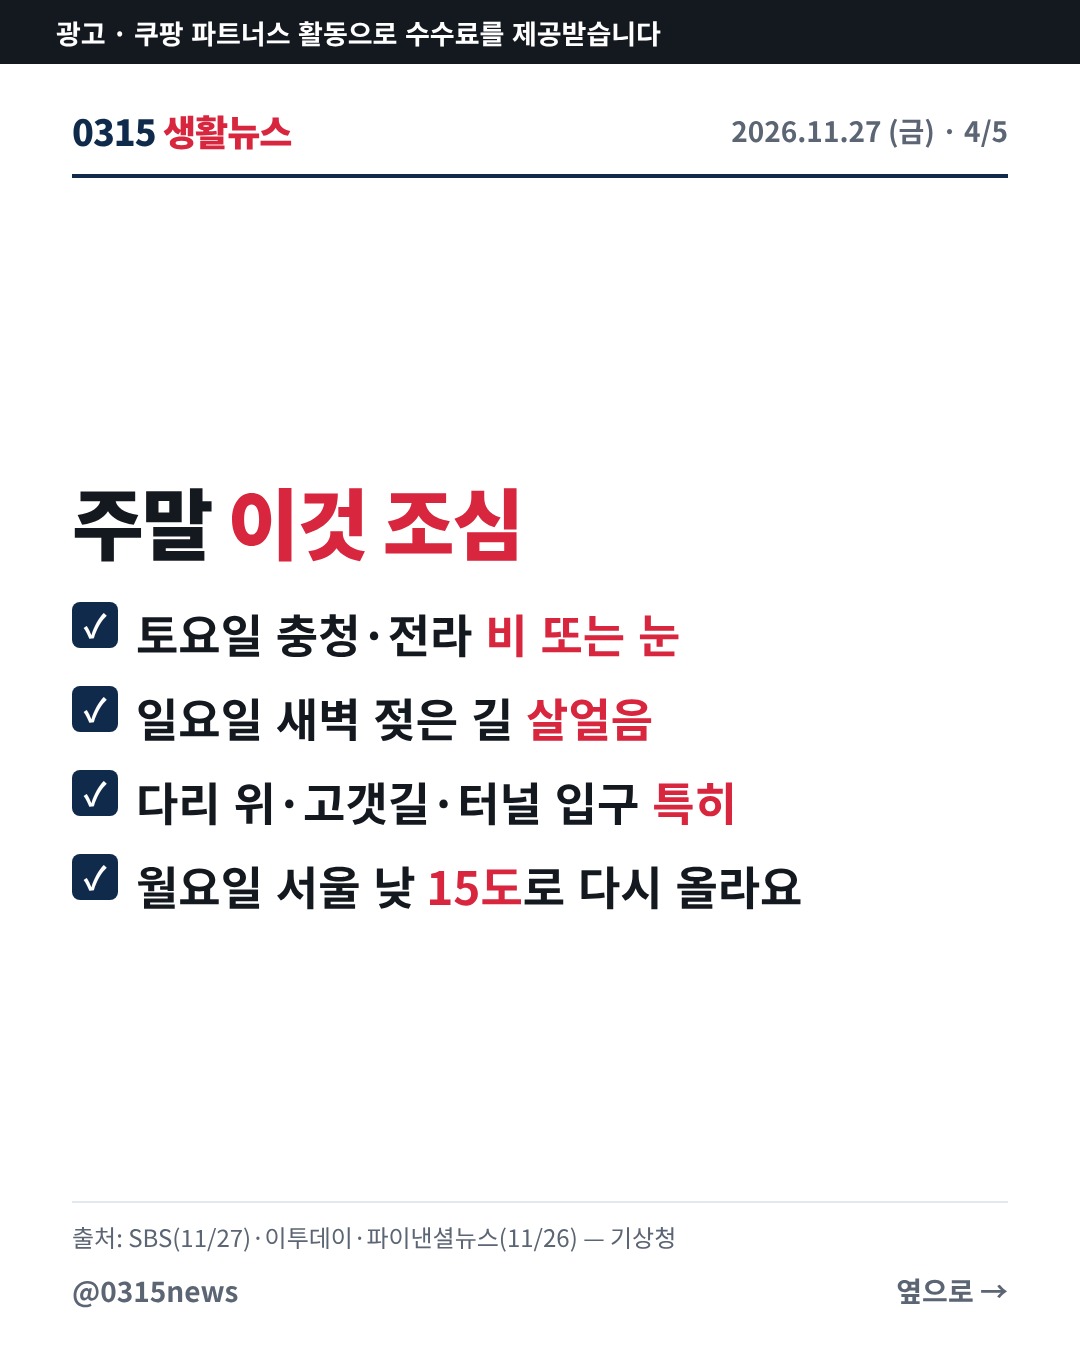 광고 · 쿠팡 파트너스 활동으로 수수료를 제공받습니다
0315 생활뉴스
2026.11.27 (금) · 4/5
주말 이것 조심
✓ 토요일 충청·전라 비 또는 눈
✓ 일요일 새벽 젖은 길 살얼음
✓ 다리 위·고갯길·터널 입구 특히
✓ 월요일 서울 낮 15도로 다시 올라요
출처: SBS(11/27)·이투데이·파이낸셜뉴스(11/26) — 기상청
@0315news
옆으로 →